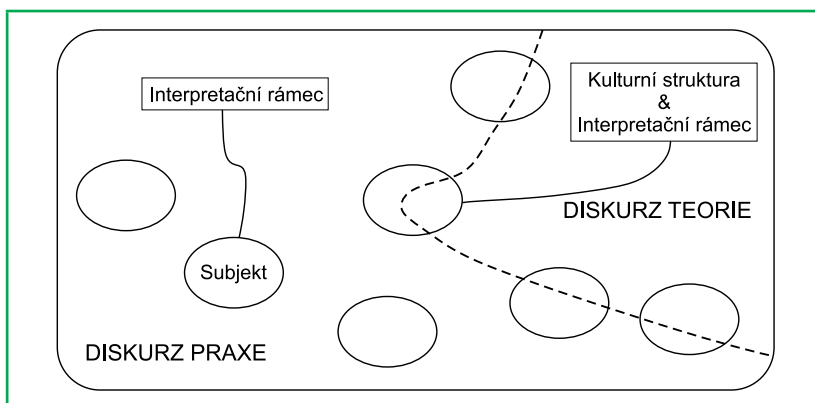 Interpretační rámec
Kulturní struktura
&
Interpretační rámec
DISKURZ TEORIE
Subjekt
DISKURZ PRAXE